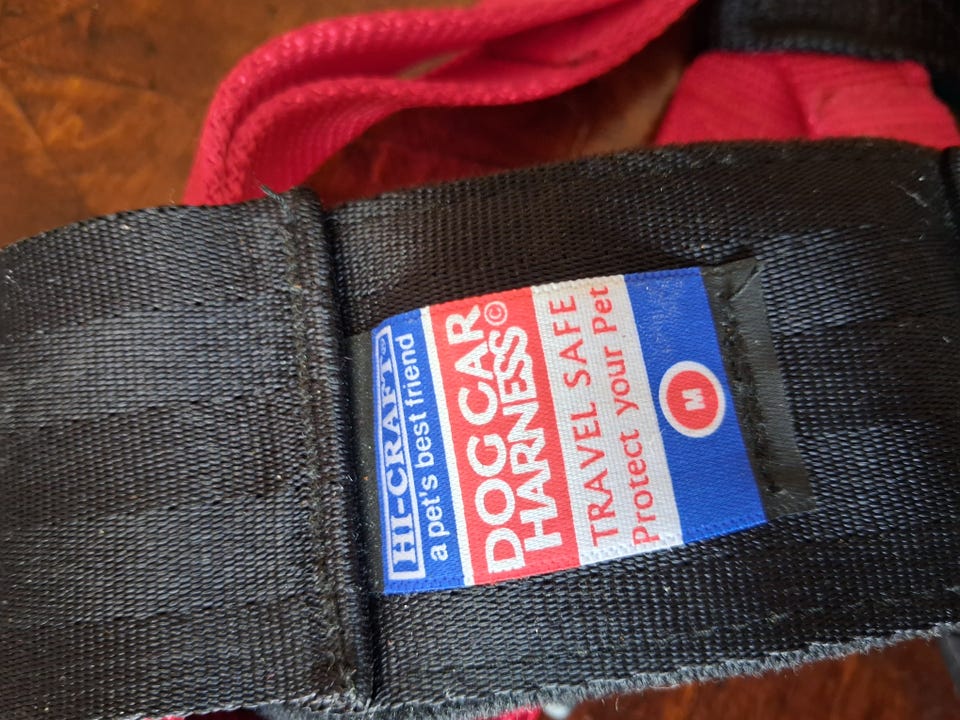 HI-CRAFT®
a pet's best friend
DOG CAR
HARNESS©
TRAVEL SAFE
Protect your Pet
M